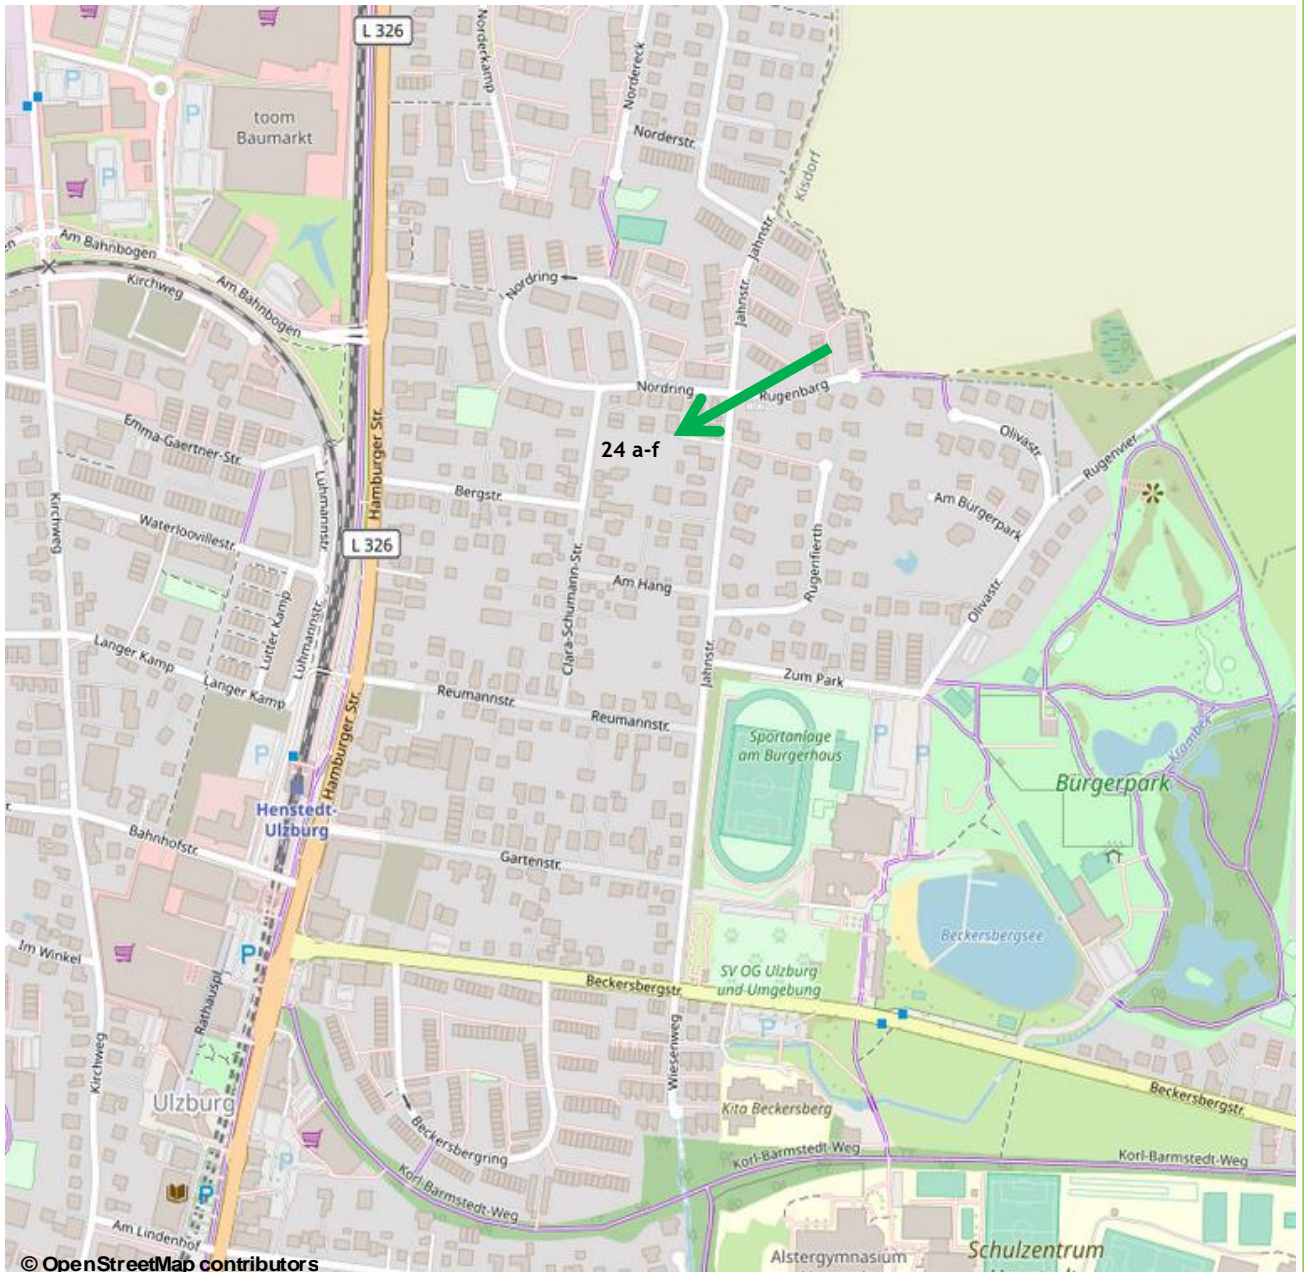 L 326
Norderkamp
Nordereck
toom
Baumarkt
Norderstr.
Kisdorf
Jahnstr.
Am Bahnbogen
Kirchweg
Am Bahnbogen
Nordring
Jahnstr.
Nordring
Rugenbarg
24 a-f
Emma-Gaertner-Str.
Hamburger Str.
Olivastr.
Rugenvier
Bergstr.
Am Bürgerpark
Kirchweg
Waterloovillestr.
Luhmannstr.
L 326
Rugenfierth
Am Hang
Clara-Schumann-Str.
Olivastr.
Lutter Kamp
Luhmannstr.
Langer Kamp
Langer Kamp
Jahnstr.
Zum Park
Reumannstr.
Reumannstr.
Hamburger Str.
Sportanlage
am Bürgerhaus
Krambek
Bürgerpark
Henstedt-
Ulzburg
Bahnhofstr.
Gartenstr.
Beckersbergsee
Im Winkel
Rathauspl.
SV OG Ulzburg
und Umgebung
Beckersbergstr.
Kirchweg
Wiesenweg
Ulzburg
Kita Beckersberg
Beckersbergstr.
Beckersbergring
Korl-Barmstedt-Weg
Korl-Barmstedt-Weg
Korl-Barmstedt-Weg
Am Lindenhof
Alstergymnasium
Schulzentrum
© OpenStreetMap contributors